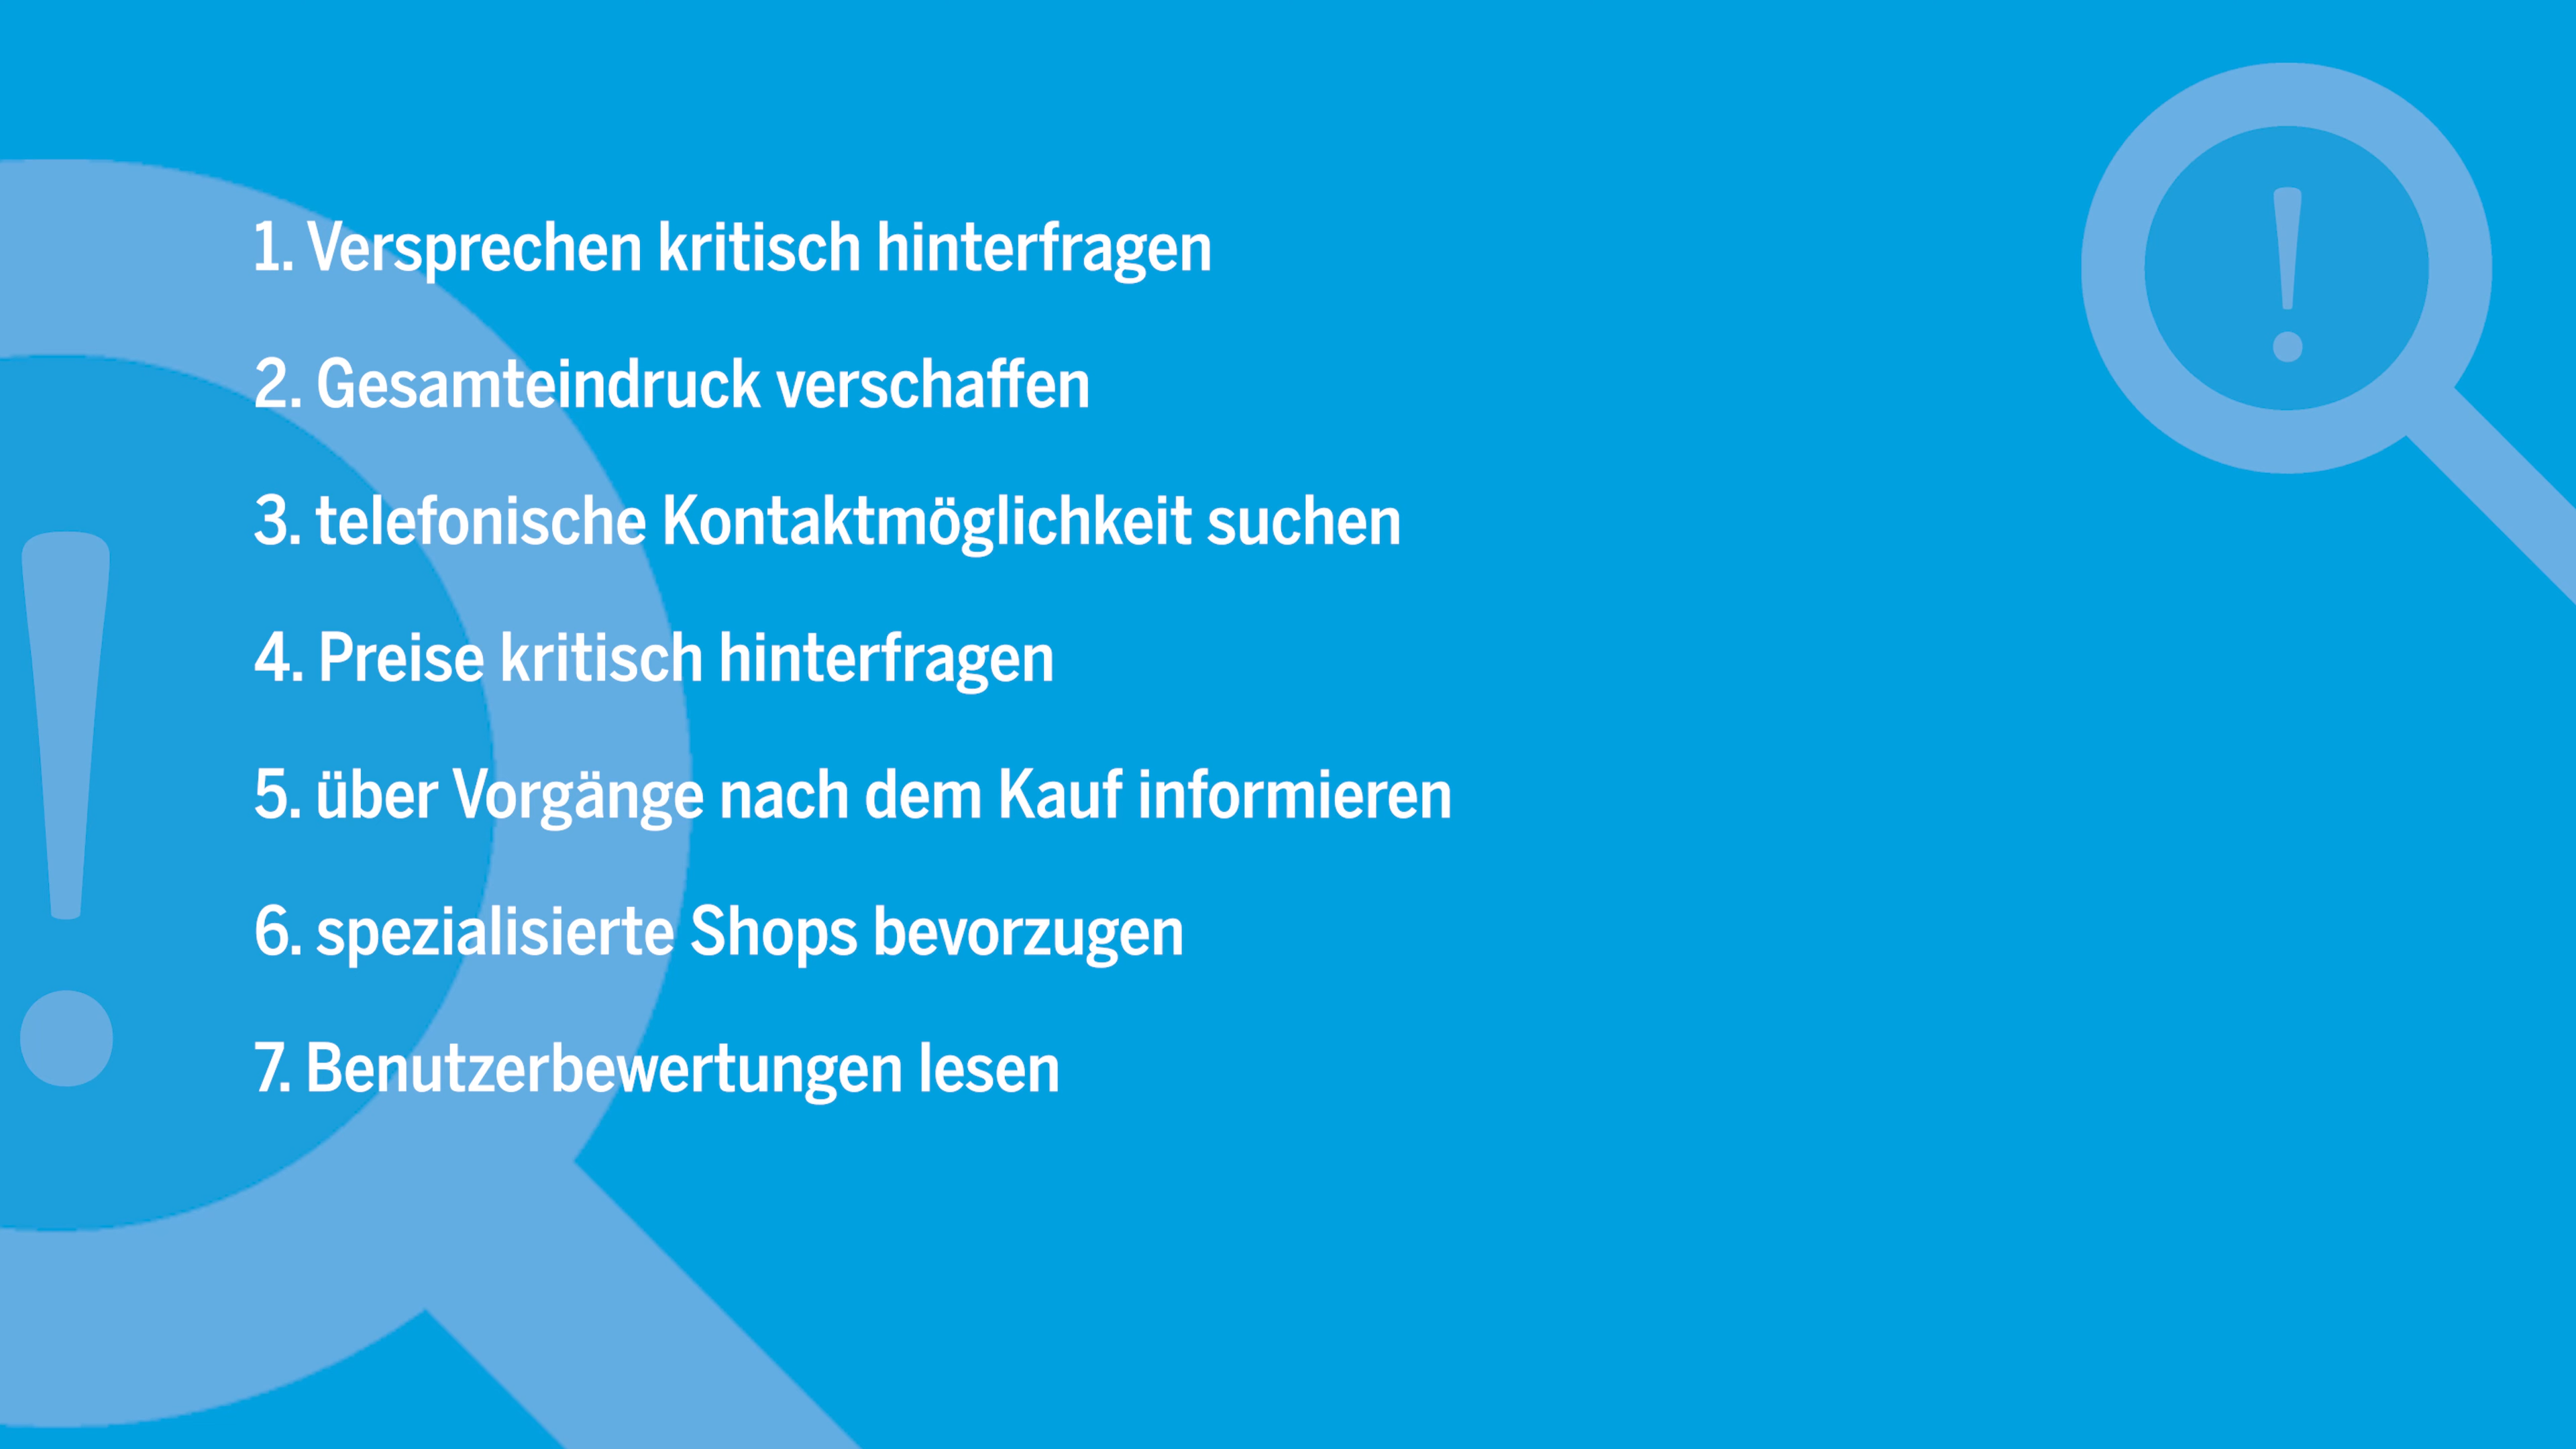 1. Versprechen kritisch hinterfragen
2. Gesamteindruck verschaffen
3. telefonische Kontaktmöglichkeit suchen
4. Preise kritisch hinterfragen
5. über Vorgänge nach dem Kauf informieren
6. spezialisierte Shops bevorzugen
7. Benutzerbewertungen lesen